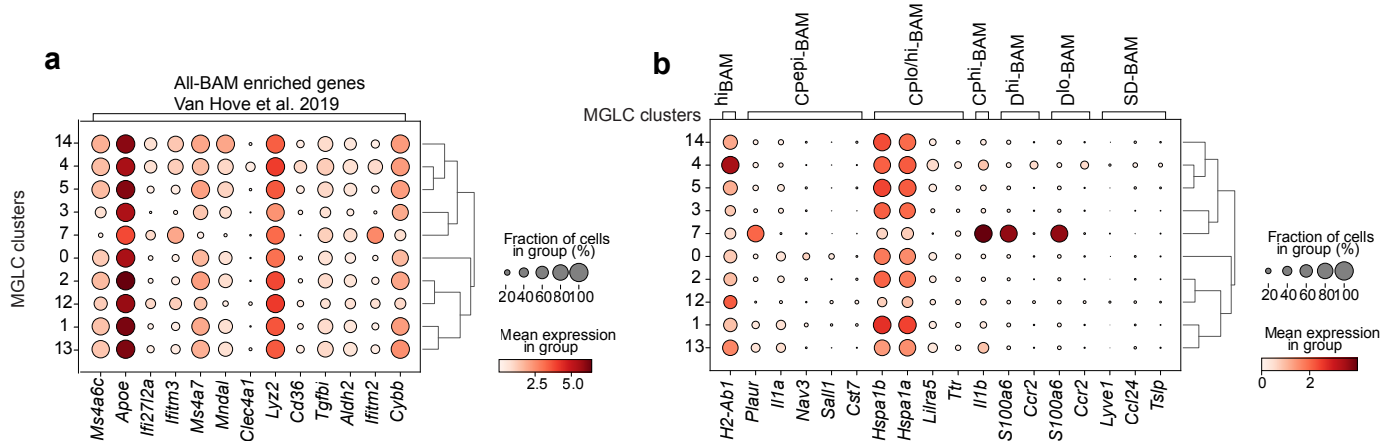 a
All-BAM enriched genes
Van Hove et al. 2019
MGLC clusters
14
4
5
3
7
0
2
12
1
13
Ms4a6c
Apoe
Ifi27l2a
Ifitm3
Ms4a7
Mndal
Clec4a1
Lyz2
Cd36
Tgfbi
Aldh2
Ifitm2
Cybb
Fraction of cells
in group (%)
20 40 60 80 100
Mean expression
in group
2.5 5.0
b
MGLC clusters
hiBAM
CPepi-BAM
CPlo/hi-BAM
CPhi-BAM
Dhi-BAM
Dlo-BAM
SD-BAM
14
4
5
3
7
0
2
12
1
13
H2-Ab1
Plaur
Il1a
Nav3
Sall1
Cst7
Hspa1b
Hspa1a
Lilra5
Ttr
Il1b
S100a6
Ccr2
S100a6
Ccr2
Lyve1
Ccl24
Tslp
Fraction of cells
in group (%)
20 40 60 80 100
Mean expression
in group
0 2